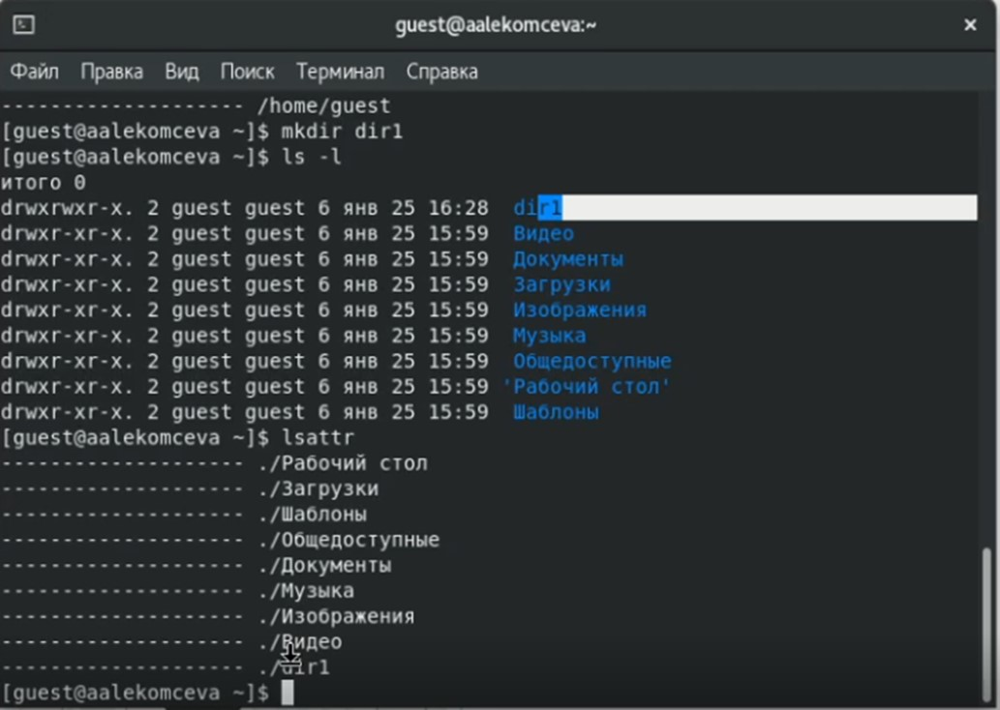 guest@aalekomceva:~ ×
Файл Правка Вид Поиск Терминал Справка
-------------------- /home/guest
[guest@aalekomceva ~]$ mkdir dir1
[guest@aalekomceva ~]$ ls -l
итого 0
drwxrwxr-x. 2 guest guest 6 янв 25 16:28  dir1
drwxr-xr-x. 2 guest guest 6 янв 25 15:59  Видео
drwxr-xr-x. 2 guest guest 6 янв 25 15:59  Документы
drwxr-xr-x. 2 guest guest 6 янв 25 15:59  Загрузки
drwxr-xr-x. 2 guest guest 6 янв 25 15:59  Изображения
drwxr-xr-x. 2 guest guest 6 янв 25 15:59  Музыка
drwxr-xr-x. 2 guest guest 6 янв 25 15:59  Общедоступные
drwxr-xr-x. 2 guest guest 6 янв 25 15:59 'Рабочий стол'
drwxr-xr-x. 2 guest guest 6 янв 25 15:59  Шаблоны
[guest@aalekomceva ~]$ lsattr
-------------------- ./Рабочий стол
-------------------- ./Загрузки
-------------------- ./Шаблоны
-------------------- ./Общедоступные
-------------------- ./Документы
-------------------- ./Музыка
-------------------- ./Изображения
-------------------- ./Видео
-------------------- ./dir1
[guest@aalekomceva ~]$